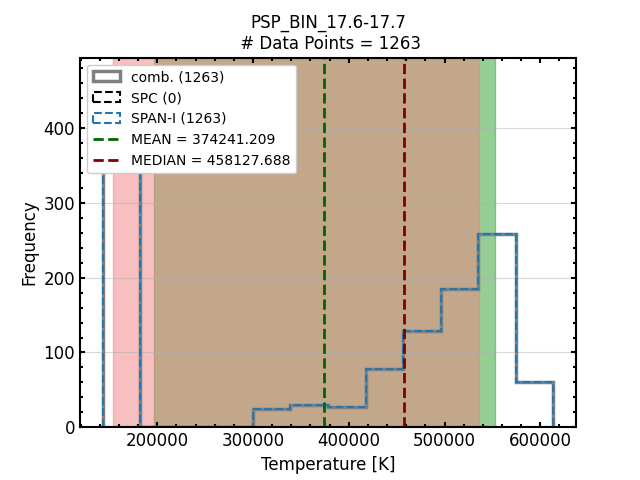 PSP_BIN_17.6-17.7
# Data Points = 1263
comb. (1263)
SPC (0)
SPAN-I (1263)
MEAN = 374241.209
MEDIAN = 458127.688
400
300
200
100
0
Frequency
200000 300000 400000 500000 600000
Temperature [K]